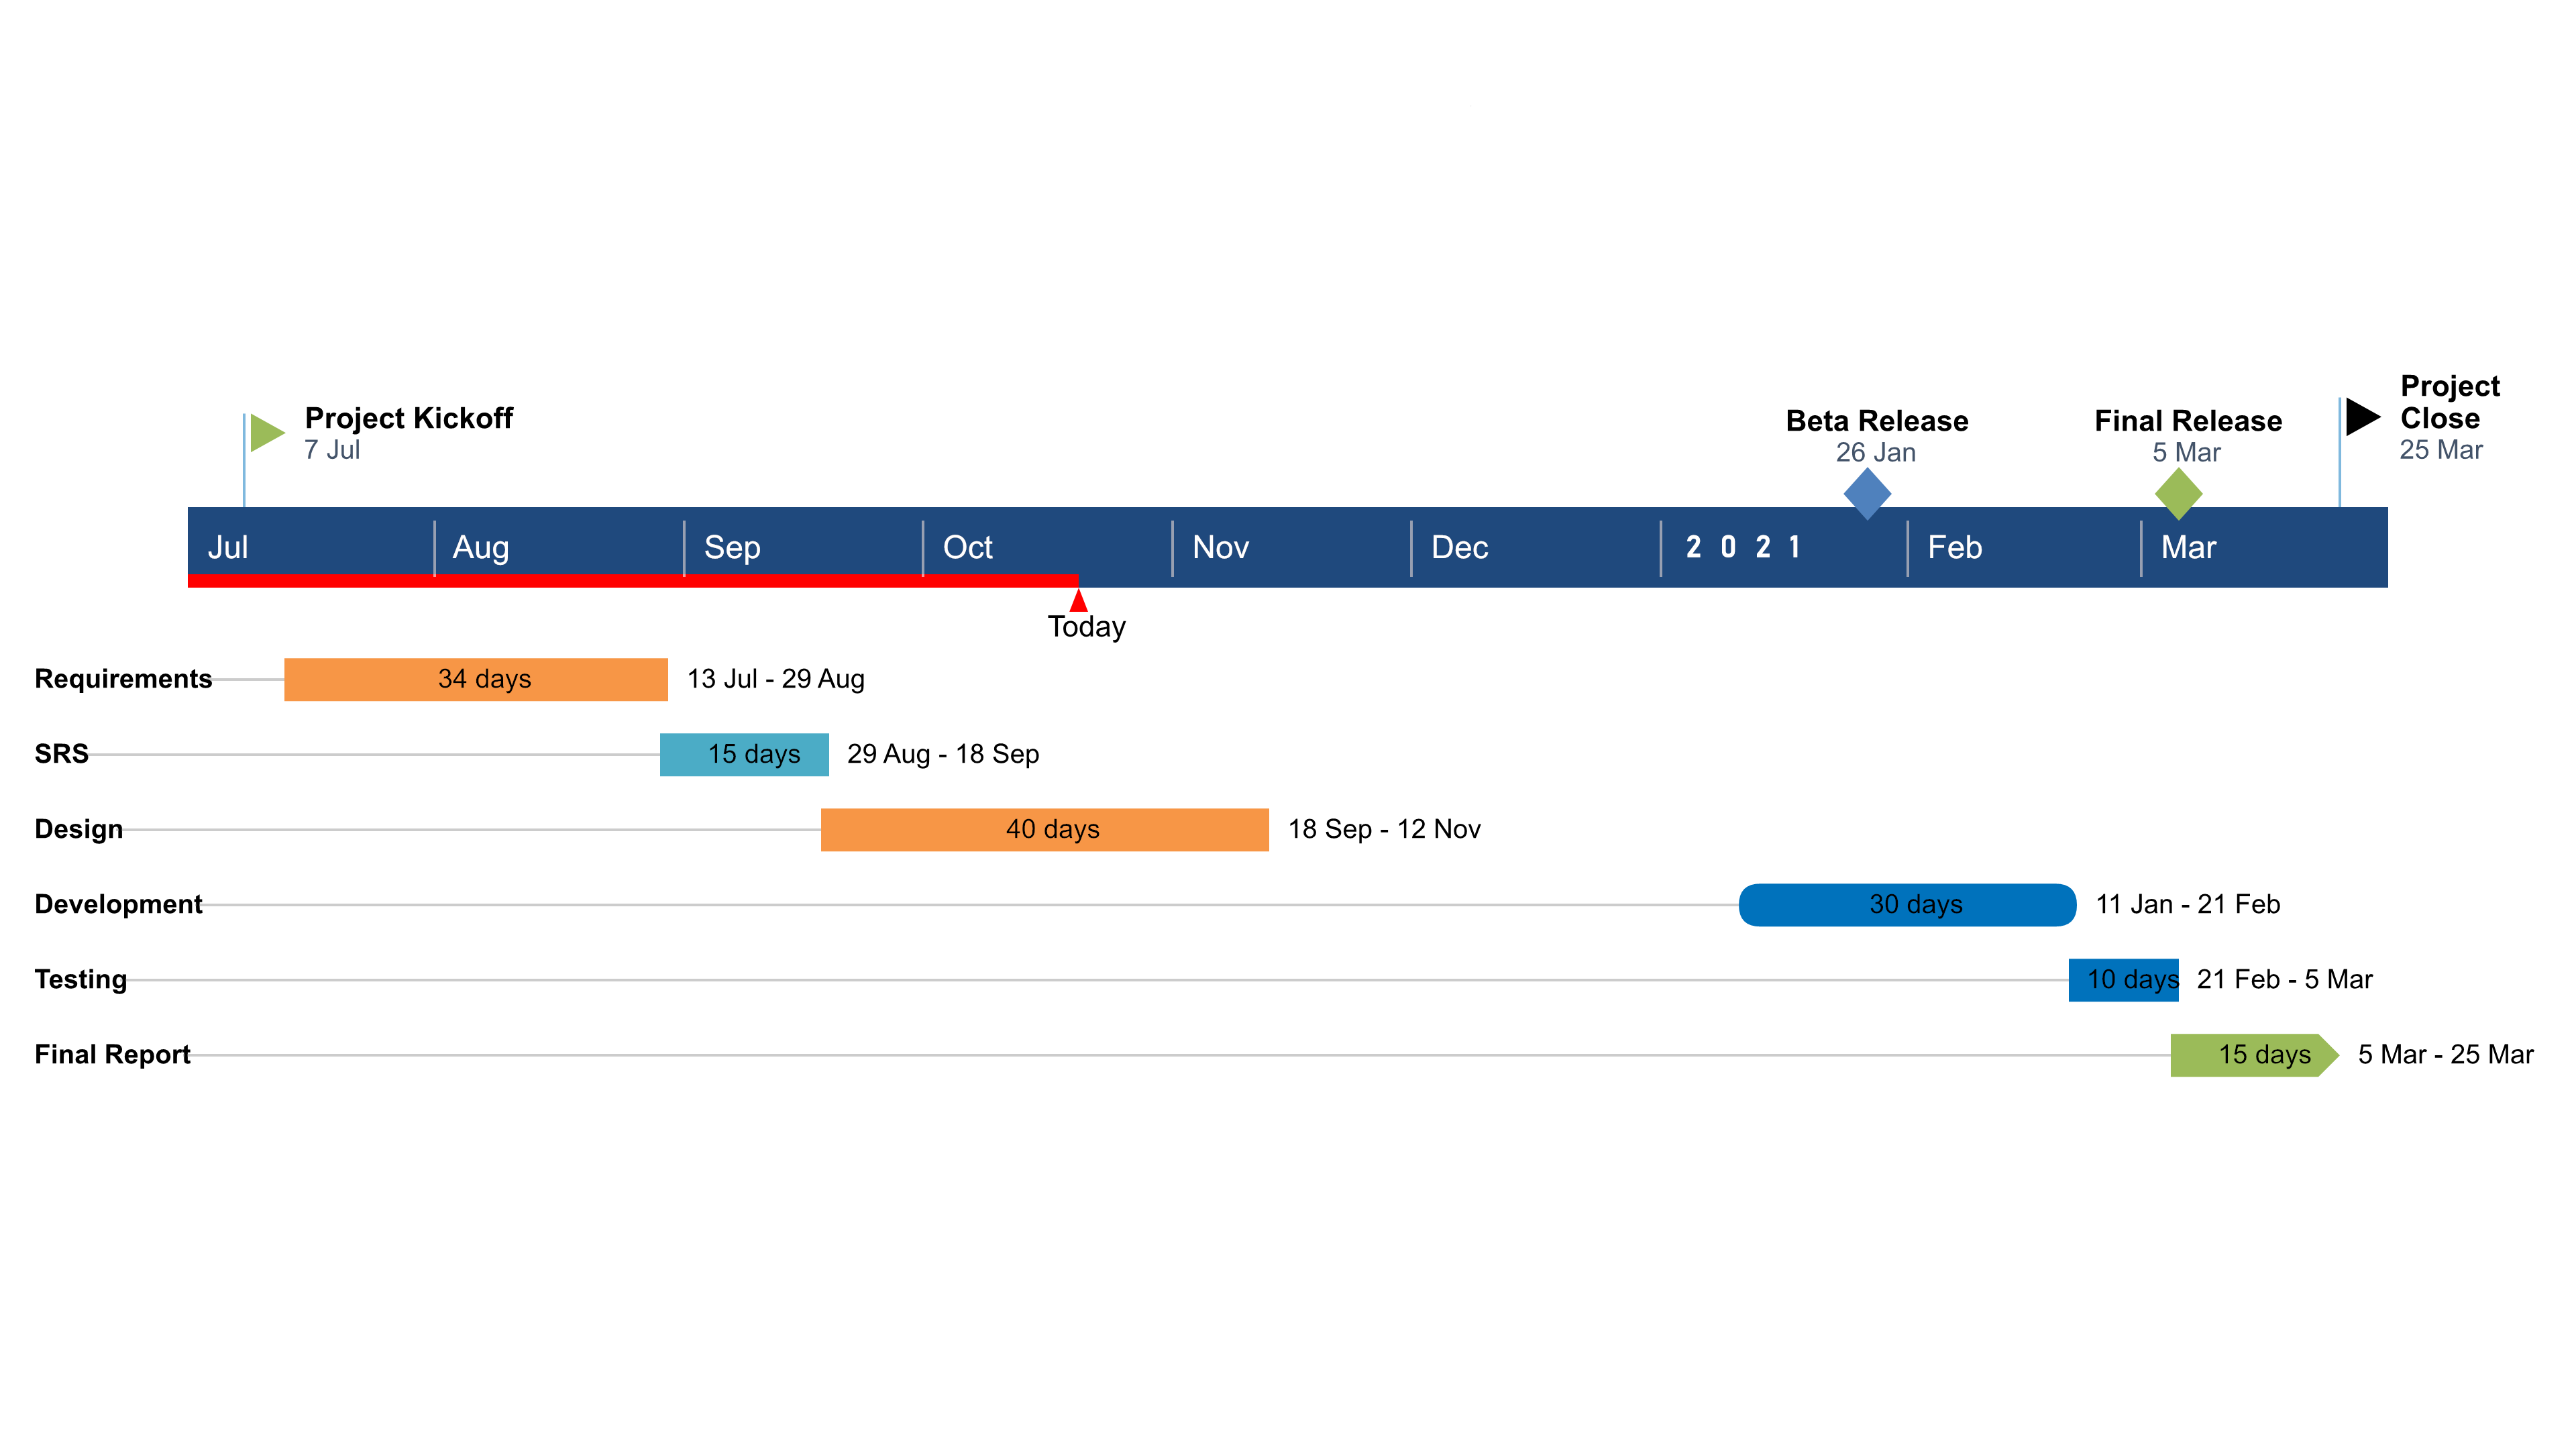 Project Kickoff
7 Jul
Beta Release
26 Jan
Final Release
5 Mar
Project
Close
25 Mar
Jul Aug Sep Oct Nov Dec 2021 Feb Mar
Today
Requirements 34 days 13 Jul - 29 Aug
SRS 15 days 29 Aug - 18 Sep
Design 40 days 18 Sep - 12 Nov
Development 30 days 11 Jan - 21 Feb
Testing 10 days 21 Feb - 5 Mar
Final Report 15 days 5 Mar - 25 Mar